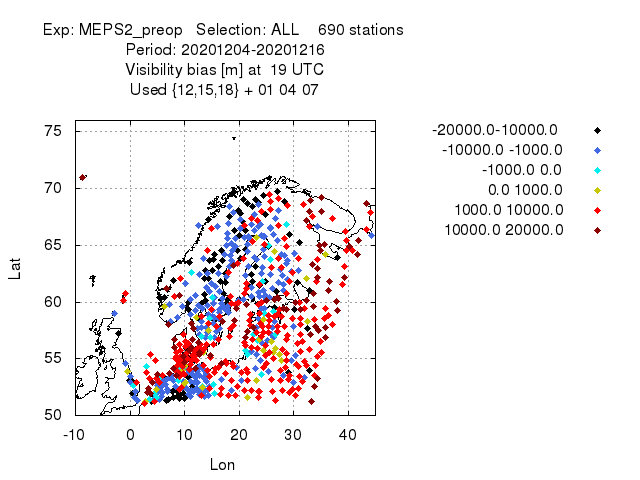 Exp: MEPS2_preop Selection: ALL 690 stations
Period: 20201204-20201216
Visibility bias [m] at 19 UTC
Used {12,15,18} + 01 04 07
-20000.0-10000.0
-10000.0 -1000.0
-1000.0 0.0
0.0 1000.0
1000.0 10000.0
10000.0 20000.0
75
70
65
60
55
50
Lat
-10 0 10 20 30 40
Lon